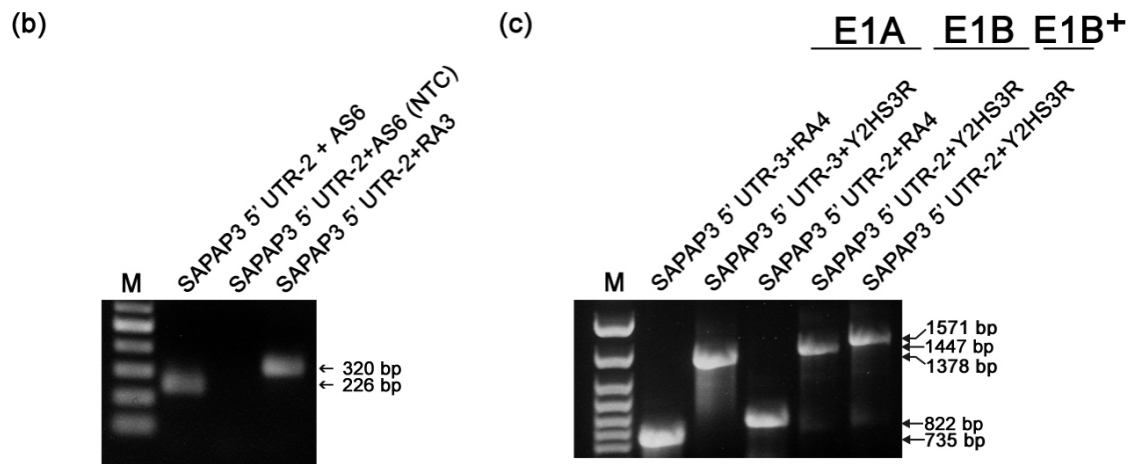 (b)
M
SAPAP3 5' UTR-2 + AS6
SAPAP3 5' UTR-2+AS6 (NTC)
SAPAP3 5' UTR-2+RA3
← 320 bp
← 226 bp
(c)
E1A
E1B
E1B+
M
SAPAP3 5' UTR-3+RA4
SAPAP3 5' UTR-3+Y2HS3R
SAPAP3 5' UTR-2+RA4
SAPAP3 5' UTR-2+Y2HS3R
SAPAP3 5' UTR-2+Y2HS3R
1571 bp
1447 bp
1378 bp
822 bp
735 bp